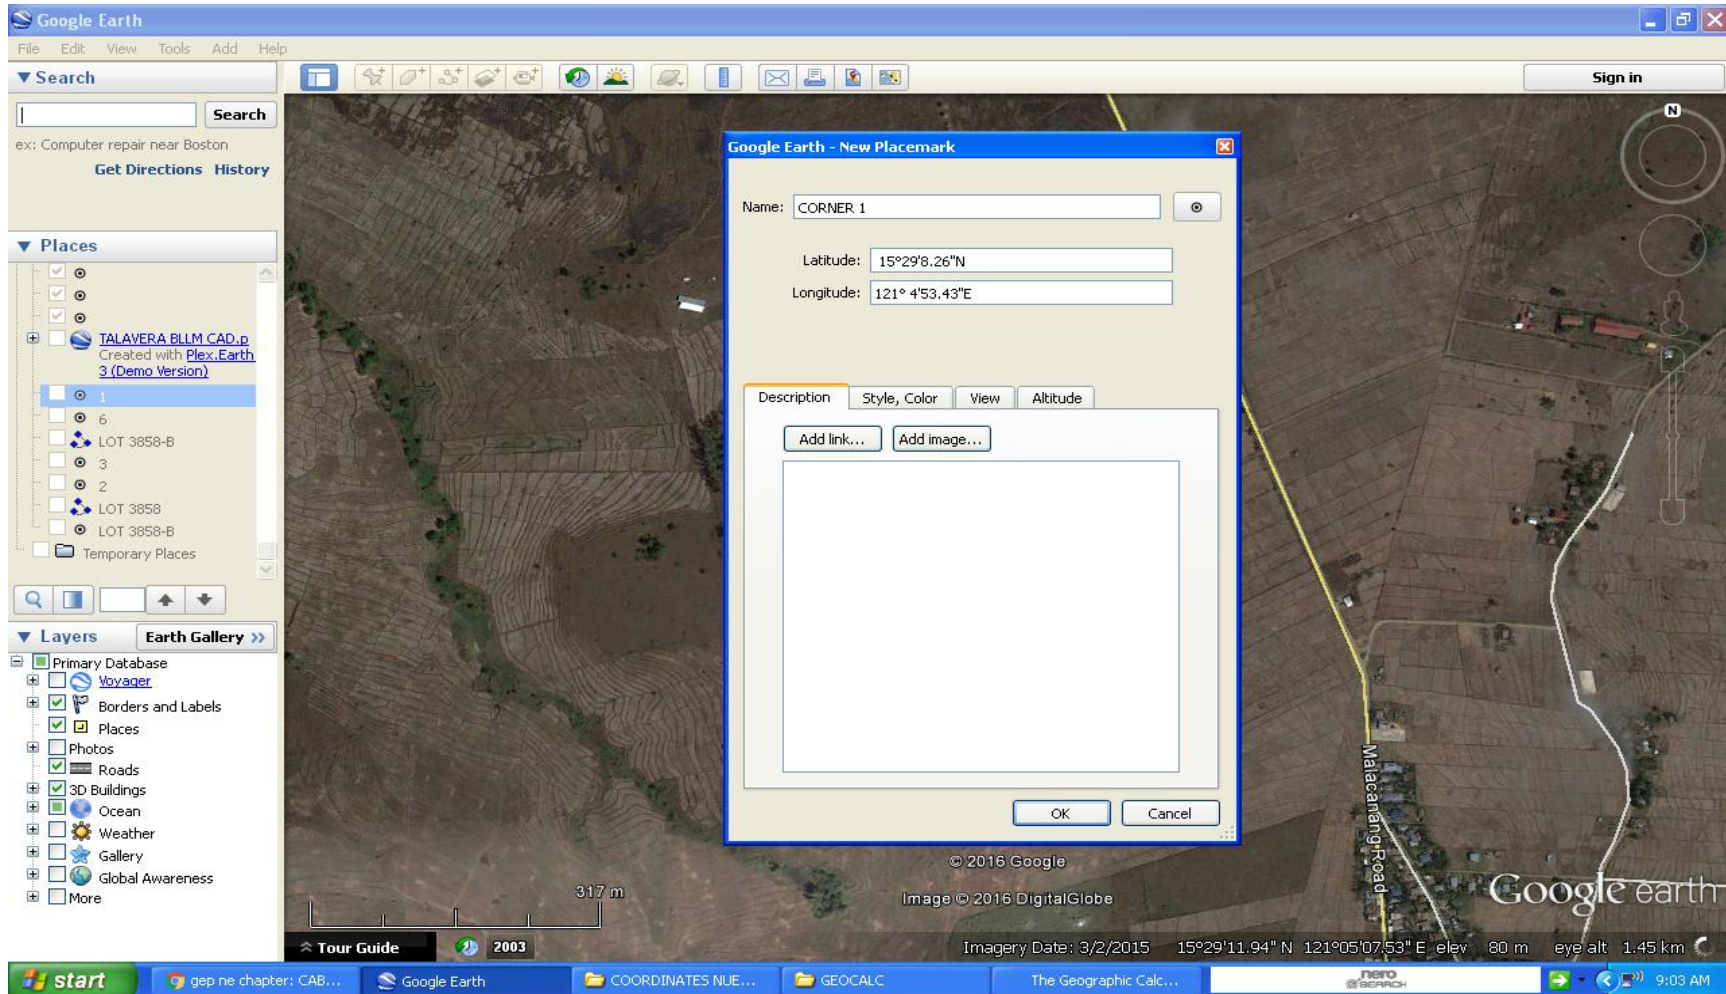 Google Earth
File Edit View Tools Add Help
Search
Sign in
Search
ex: Computer repair near Boston
Get Directions History
Places
TALAVERA BLLM CAD.p
Created with Plex.Earth
3 (Demo Version)
1
6
LOT 3858-B
3
2
LOT 3858
LOT 3858-B
Temporary Places
Layers
Earth Gallery >>
Primary Database
Voyager
Borders and Labels
Places
Photos
Roads
3D Buildings
Ocean
Weather
Gallery
Global Awareness
More
N
Google Earth - New Placemark
Name: CORNER 1
Latitude: 15°29'8.26"N
Longitude: 121° 4'53.43"E
Description Style, Color View Altitude
Add link... Add image...
OK Cancel
Malacanang Road
© 2016 Google
Image © 2016 DigitalGlobe
317 m
Google earth
Tour Guide 2003
Imagery Date: 3/2/2015 15°29'11.94" N 121°05'07.53" E elev 80 m eye alt 1.45 km
start
gep ne chapter: CAB...
Google Earth
COORDINATES NUE...
GEOCALC
The Geographic Calc...
nero
SEARCH
9:03 AM